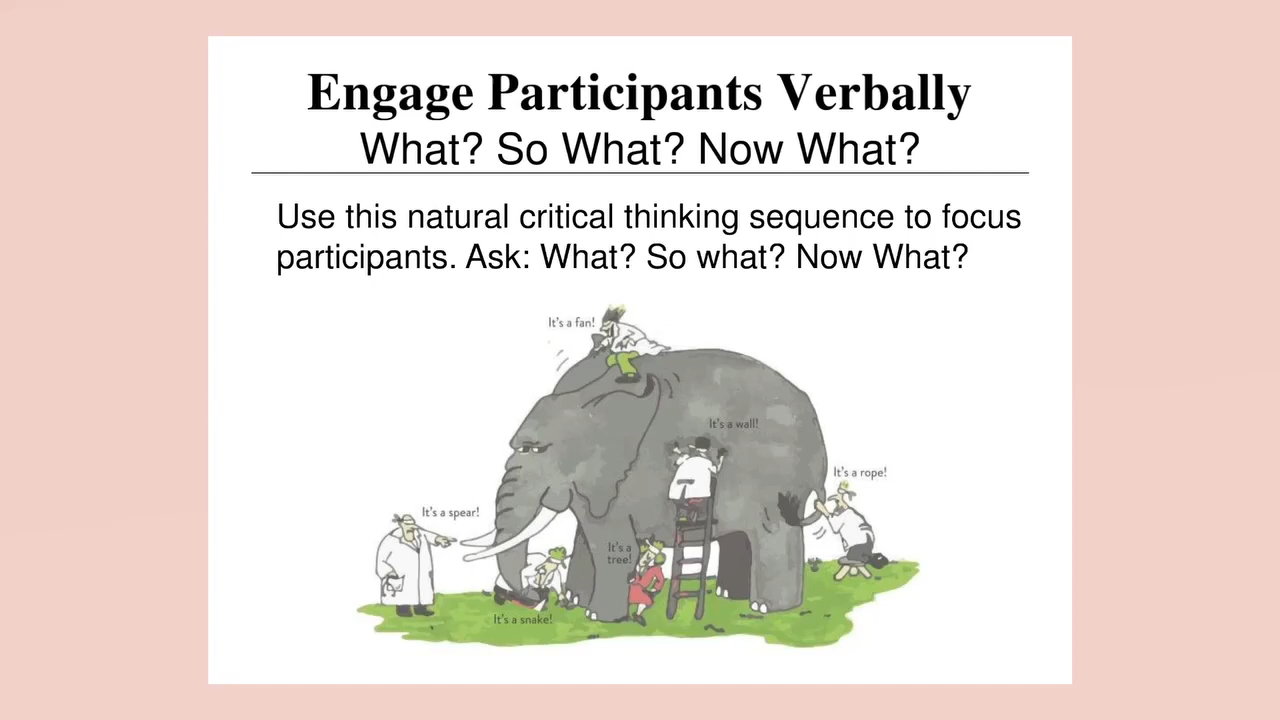 Engage Participants Verbally
What? So What? Now What?
Use this natural critical thinking sequence to focus
participants. Ask: What? So what? Now What?
It's a fan!
It's a wall!
It's a rope!
It's a spear!
It's a
tree!
It's a snake!